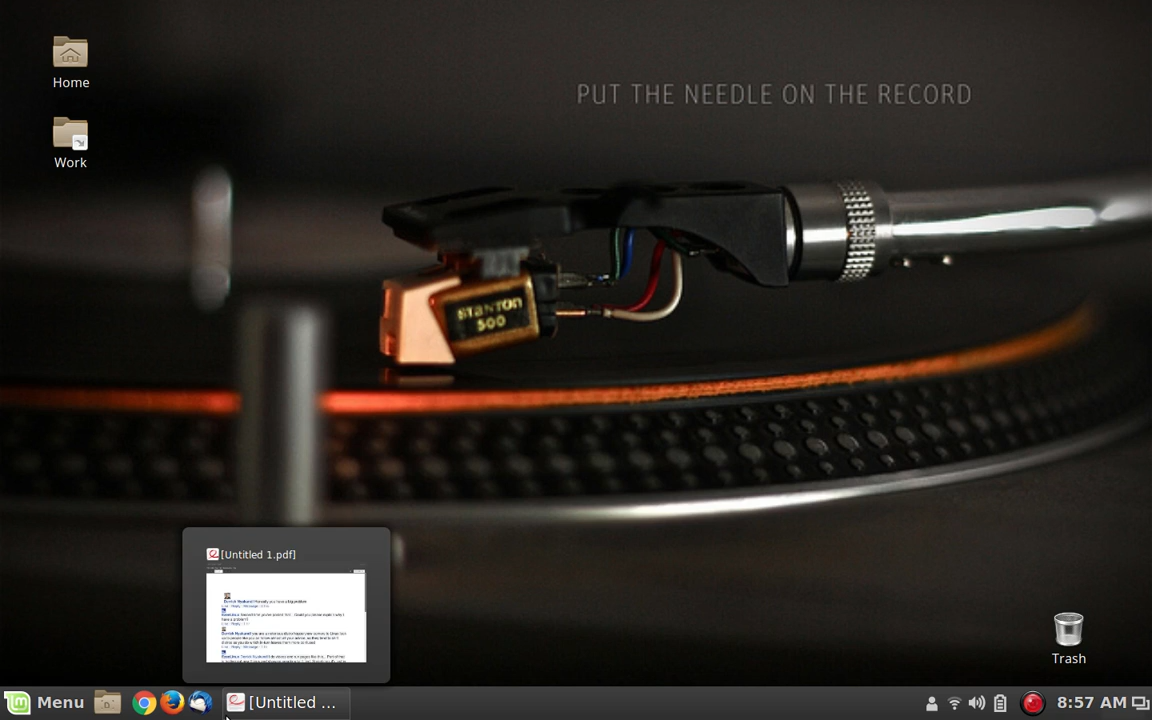 Home
PUT THE NEEDLE ON THE RECORD
Work
STANTON
500
[Untitled 1.pdf]
Trash
Menu
[Untitled ...
8:57 AM